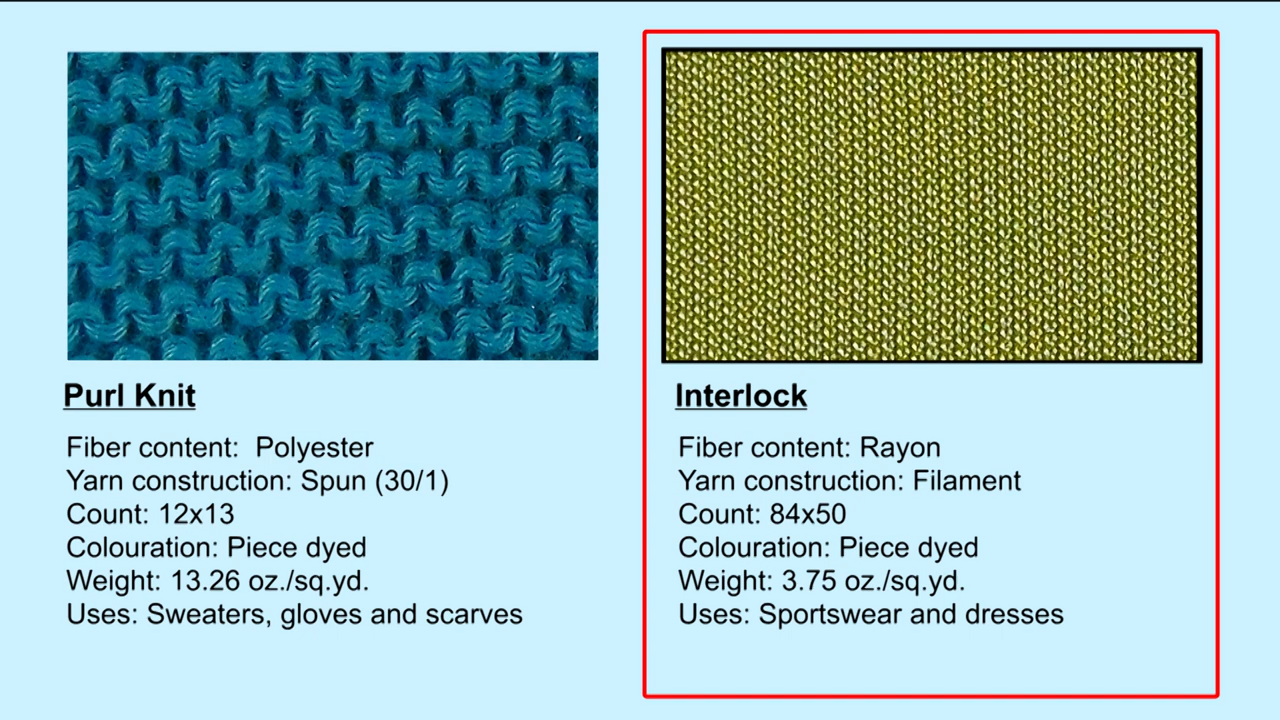 Purl Knit
Fiber content:  Polyester
Yarn construction: Spun (30/1)
Count: 12x13
Colouration: Piece dyed
Weight: 13.26 oz./sq.yd.
Uses: Sweaters, gloves and scarves
Interlock
Fiber content: Rayon
Yarn construction: Filament
Count: 84x50
Colouration: Piece dyed
Weight: 3.75 oz./sq.yd.
Uses: Sportswear and dresses